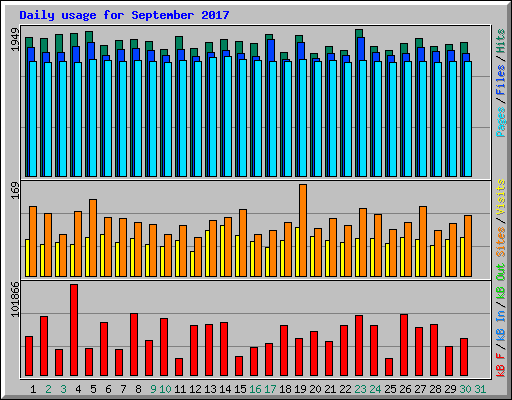 Daily usage for September 2017
1949
Pages / Files / Hits
169
Sites / Visits
101866
kB F / kB In / kB Out
1 2 3 4 5 6 7 8 9 10 11 12 13 14 15 16 17 18 19 20 21 22 23 24 25 26 27 28 29 30 31